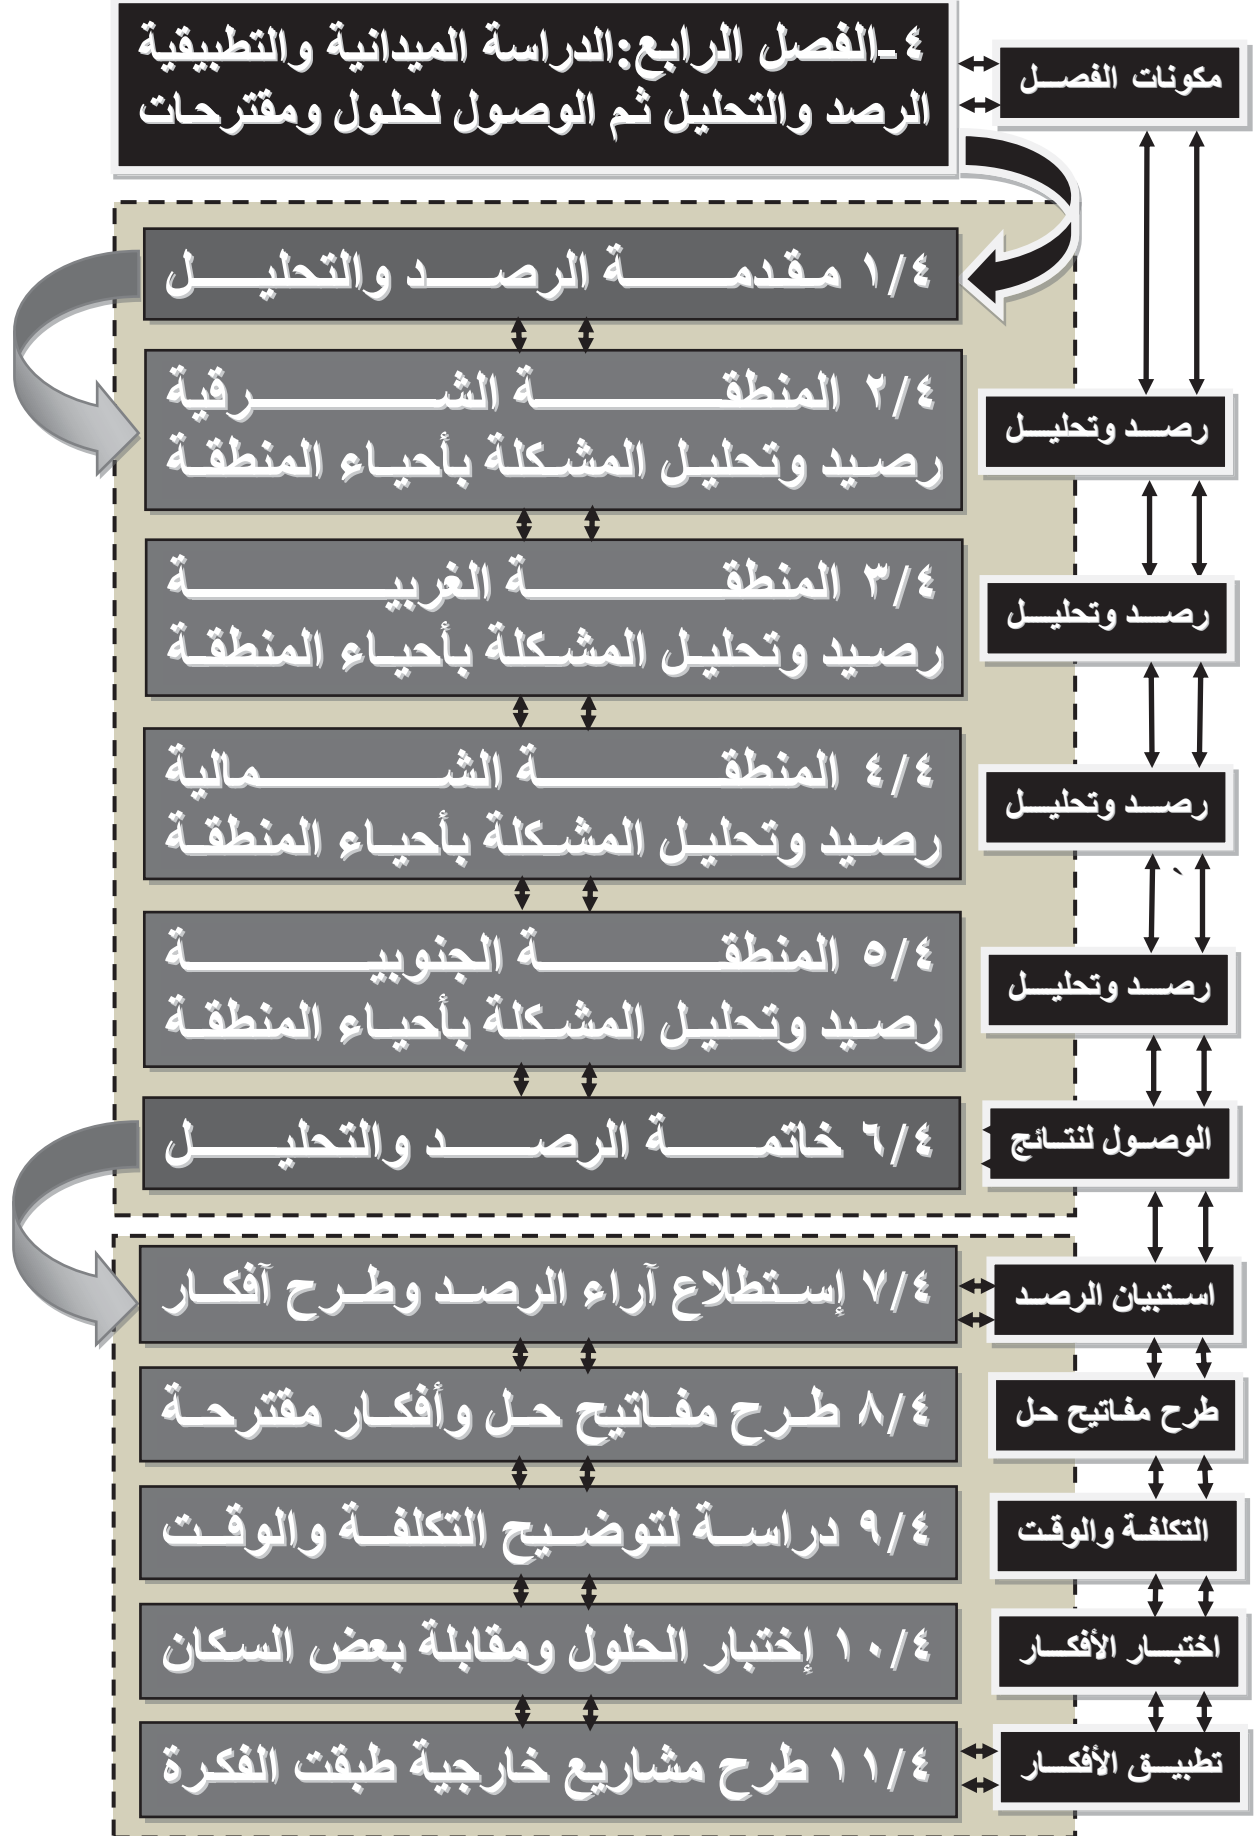 ٤-الفصل الرابع:الدراسة الميدانية والتطبيقية
الرصد والتحليل ثم الوصول لحلول ومقترحات
مكونات الفصل
١/٤ مقدمة الرصد والتحليل
٢/٤ المنطقة الشرقية
رصيد وتحليل المشكلة بأحياء المنطقة
رصد وتحليل
٣/٤ المنطقة الغربية
رصيد وتحليل المشكلة بأحياء المنطقة
رصد وتحليل
٤/٤ المنطقة الشمالية
رصيد وتحليل المشكلة بأحياء المنطقة
رصد وتحليل
٥/٤ المنطقة الجنوبية
رصيد وتحليل المشكلة بأحياء المنطقة
رصد وتحليل
٦/٤ خاتمة الرصد والتحليل
الوصول لنتائج
٧/٤ إستطلاع آراء الرصد وطرح آفكار
استبيان الرصد
٨/٤ طرح مفاتيح حل وأفكار مقترحة
طرح مفاتيح حل
٩/٤ دراسة لتوضيح التكلفة والوقت
التكلفة والوقت
١٠/٤ إختبار الحلول ومقابلة بعض السكان
اختبار الأفكار
١١/٤ طرح مشاريع خارجية طبقت الفكرة
تطبيق الأفكار